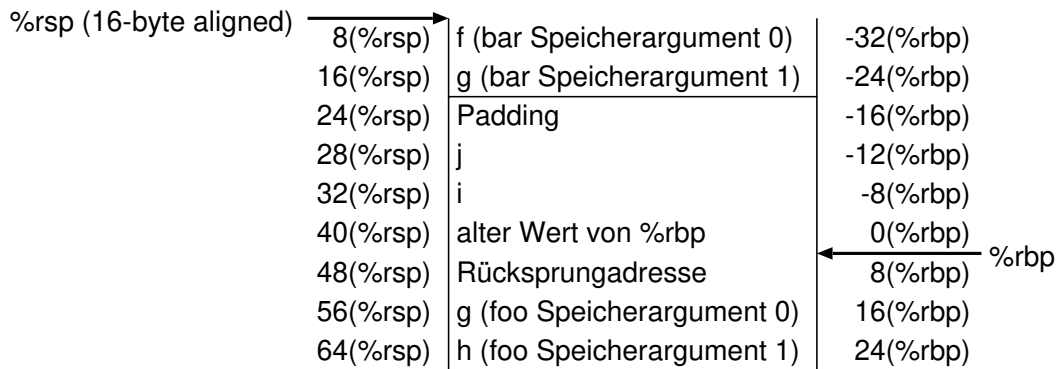 %rsp (16-byte aligned)
8(%rsp) f (bar Speicherargument 0) -32(%rbp)
16(%rsp) g (bar Speicherargument 1) -24(%rbp)
24(%rsp) Padding -16(%rbp)
28(%rsp) j -12(%rbp)
32(%rsp) i -8(%rbp)
40(%rsp) alter Wert von %rbp 0(%rbp)
%rbp
48(%rsp) Rücksprungadresse 8(%rbp)
56(%rsp) g (foo Speicherargument 0) 16(%rbp)
64(%rsp) h (foo Speicherargument 1) 24(%rbp)